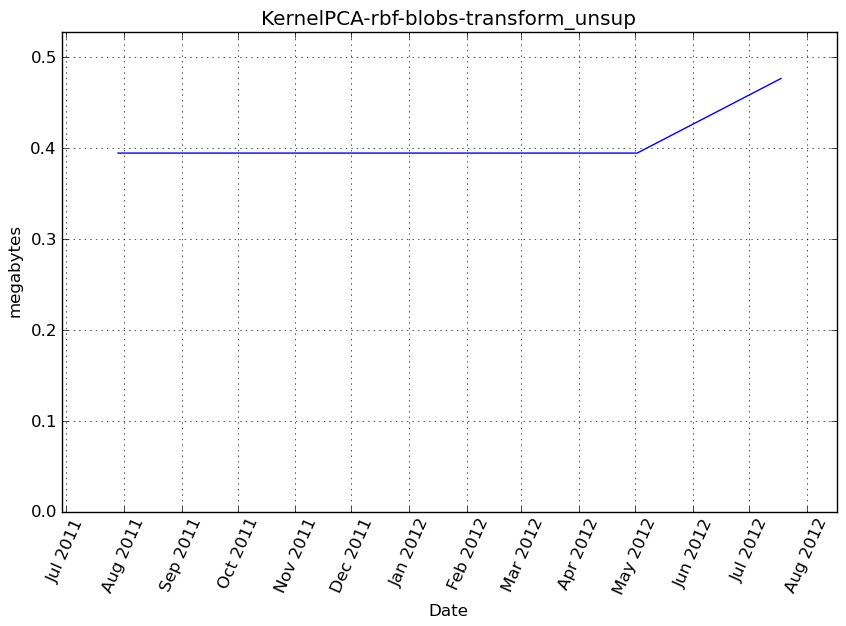 KernelPCA-rbf-blobs-transform_unsup
0.5
0.4
0.3
0.2
0.1
0.0
megabytes
Jul 2011
Aug 2011
Sep 2011
Oct 2011
Nov 2011
Dec 2011
Jan 2012
Feb 2012
Mar 2012
Apr 2012
May 2012
Jun 2012
Jul 2012
Aug 2012
Date